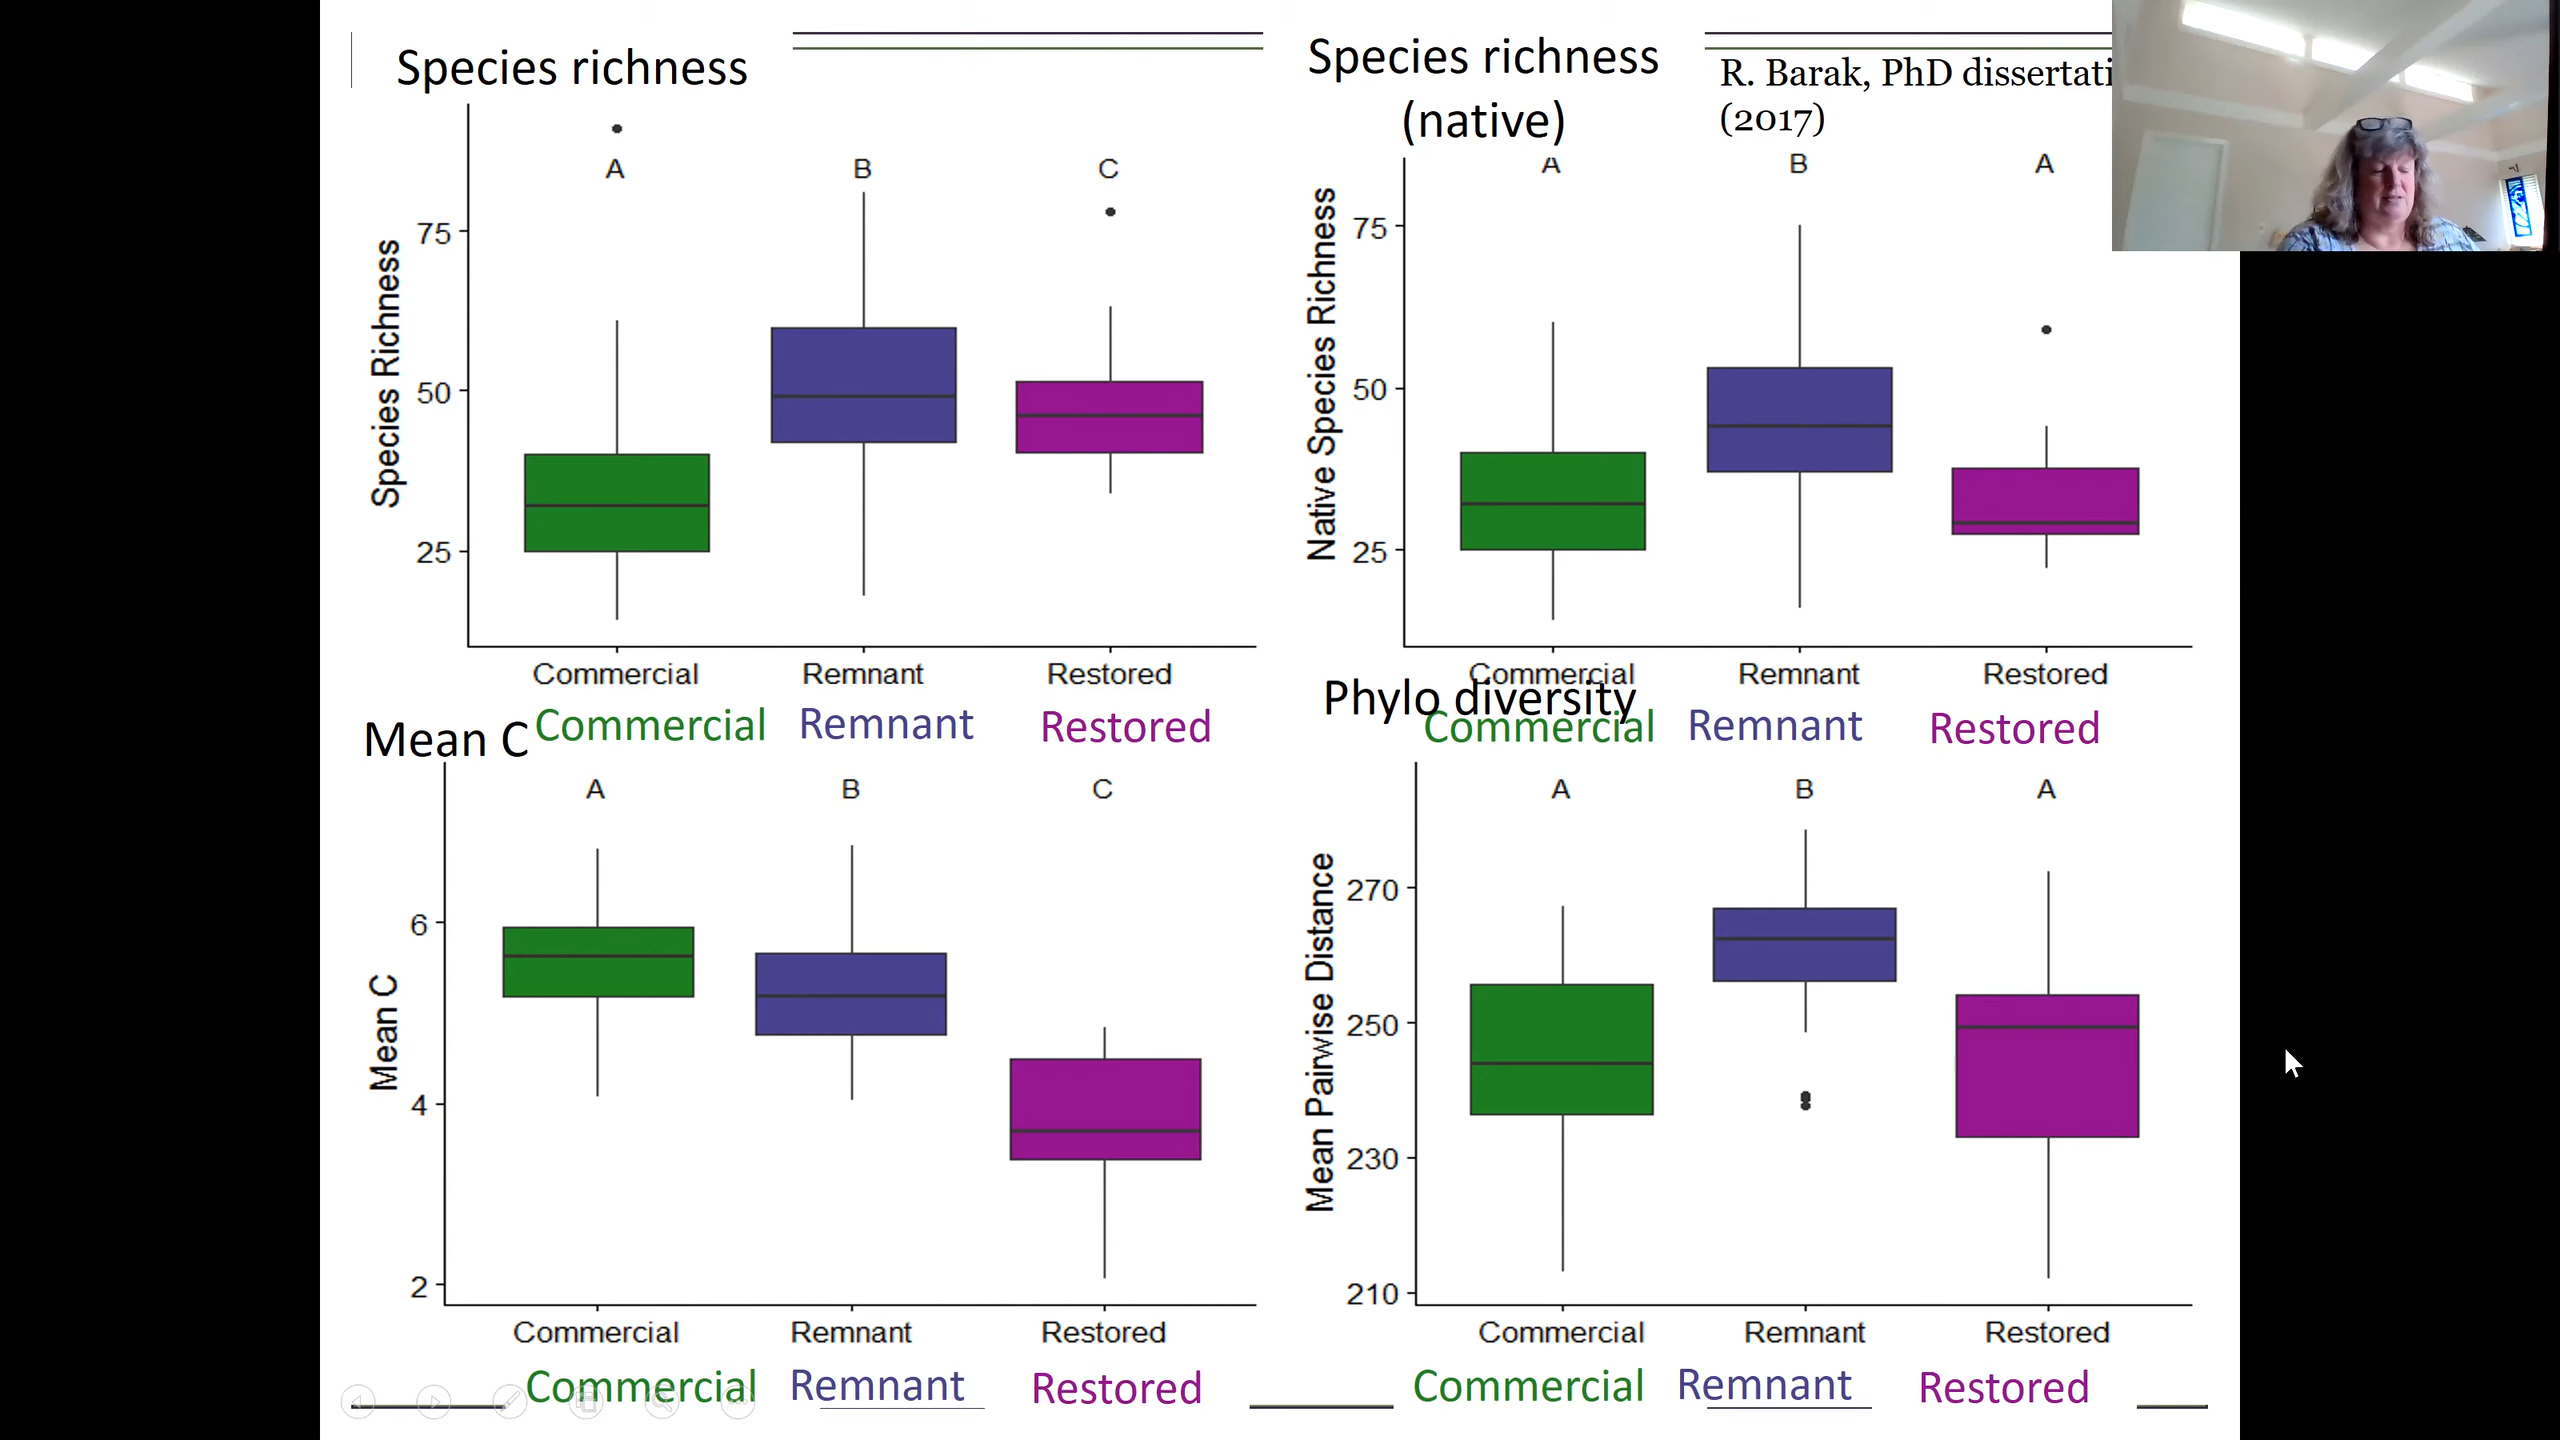 Species richness
A
B
C
75
50
25
Species Richness
Commercial
Remnant
Restored
Commercial
Remnant
Restored
Species richness
(native)
R. Barak, PhD dissertati
(2017)
A
B
A
75
50
25
Native Species Richness
Commercial
Remnant
Restored
Commercial
Remnant
Restored
Mean C
A
B
C
6
4
2
Mean C
Commercial
Remnant
Restored
Commercial
Remnant
Restored
Phylo diversity
A
B
A
270
250
230
210
Mean Pairwise Distance
Commercial
Remnant
Restored
Commercial
Remnant
Restored